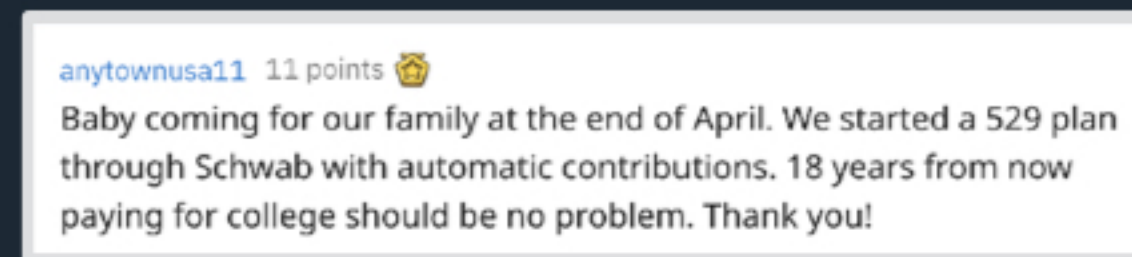 anytownusa11 11 points
Baby coming for our family at the end of April. We started a 529 plan
through Schwab with automatic contributions. 18 years from now
paying for college should be no problem. Thank you!